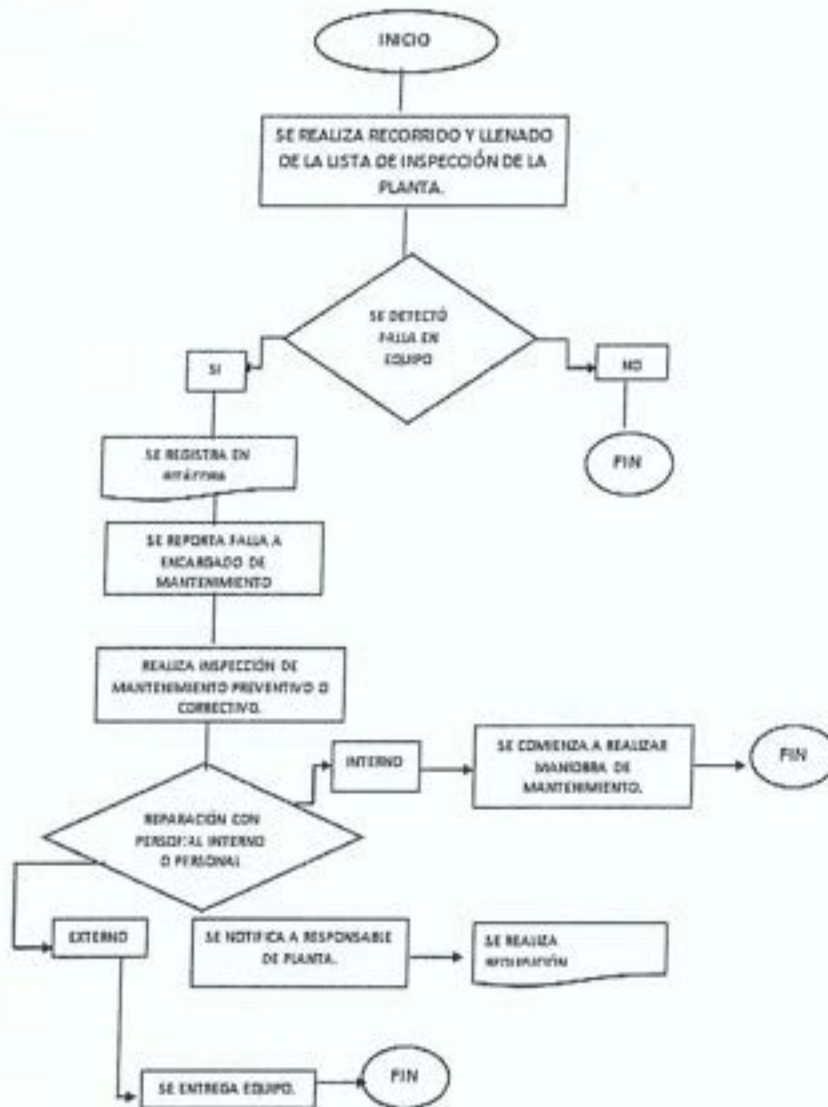 INICIO
SE REALIZA RECORRIDO Y LLENADO
DE LA LISTA DE INSPECCIÓN DE LA
PLANTA.
SE DETECTÓ
FALLA EN
EQUIPO
SI
NO
SE REGISTRA EN
FIN
SE REPORTA FALLA A
ENCARGADO DE
MANTENIMIENTO
REALIZA INSPECCIÓN DE
MANTENIMIENTO PREVENTIVO O
CORRECTIVO.
INTERNO
SE COMIENZA A REALIZAR
MANIOBRA DE
MANTENIMIENTO.
FIN
REPARACIÓN CON
PERSONAL INTERNO
O PERSONAL
EXTERNO
SE NOTIFICA A RESPONSABLE
DE PLANTA.
SE REALIZA
SE ENTREGA EQUIPO.
FIN